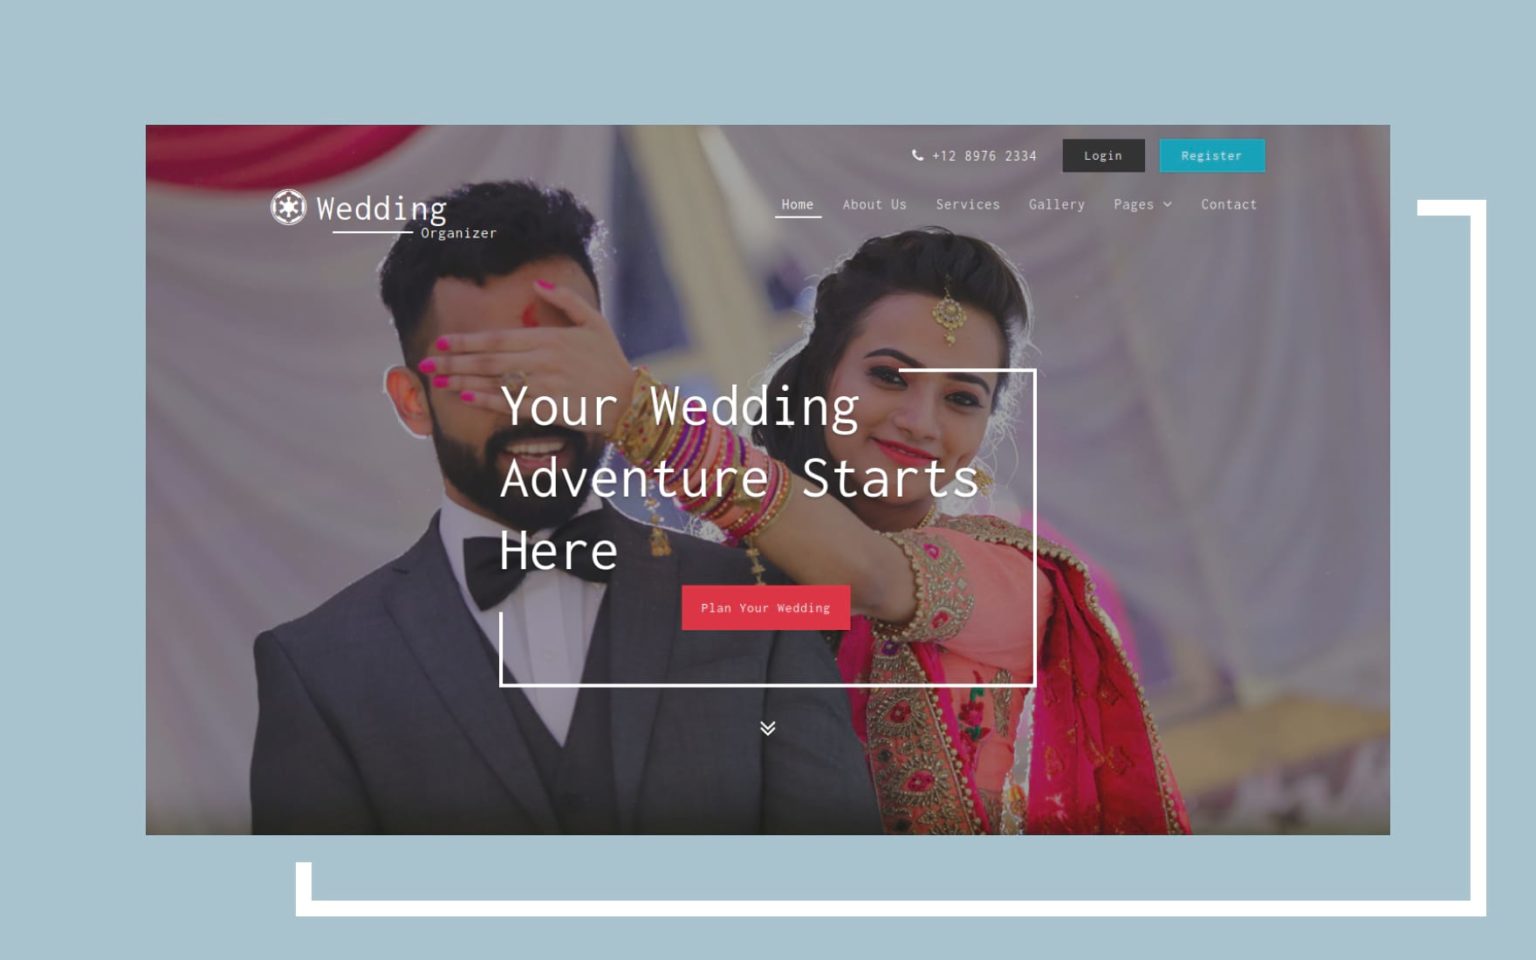 +12 8976 2334 Login Register
Wedding
Organizer
Home About Us Services Gallery Pages Contact
Your Wedding
Adventure Starts
Here
Plan Your Wedding